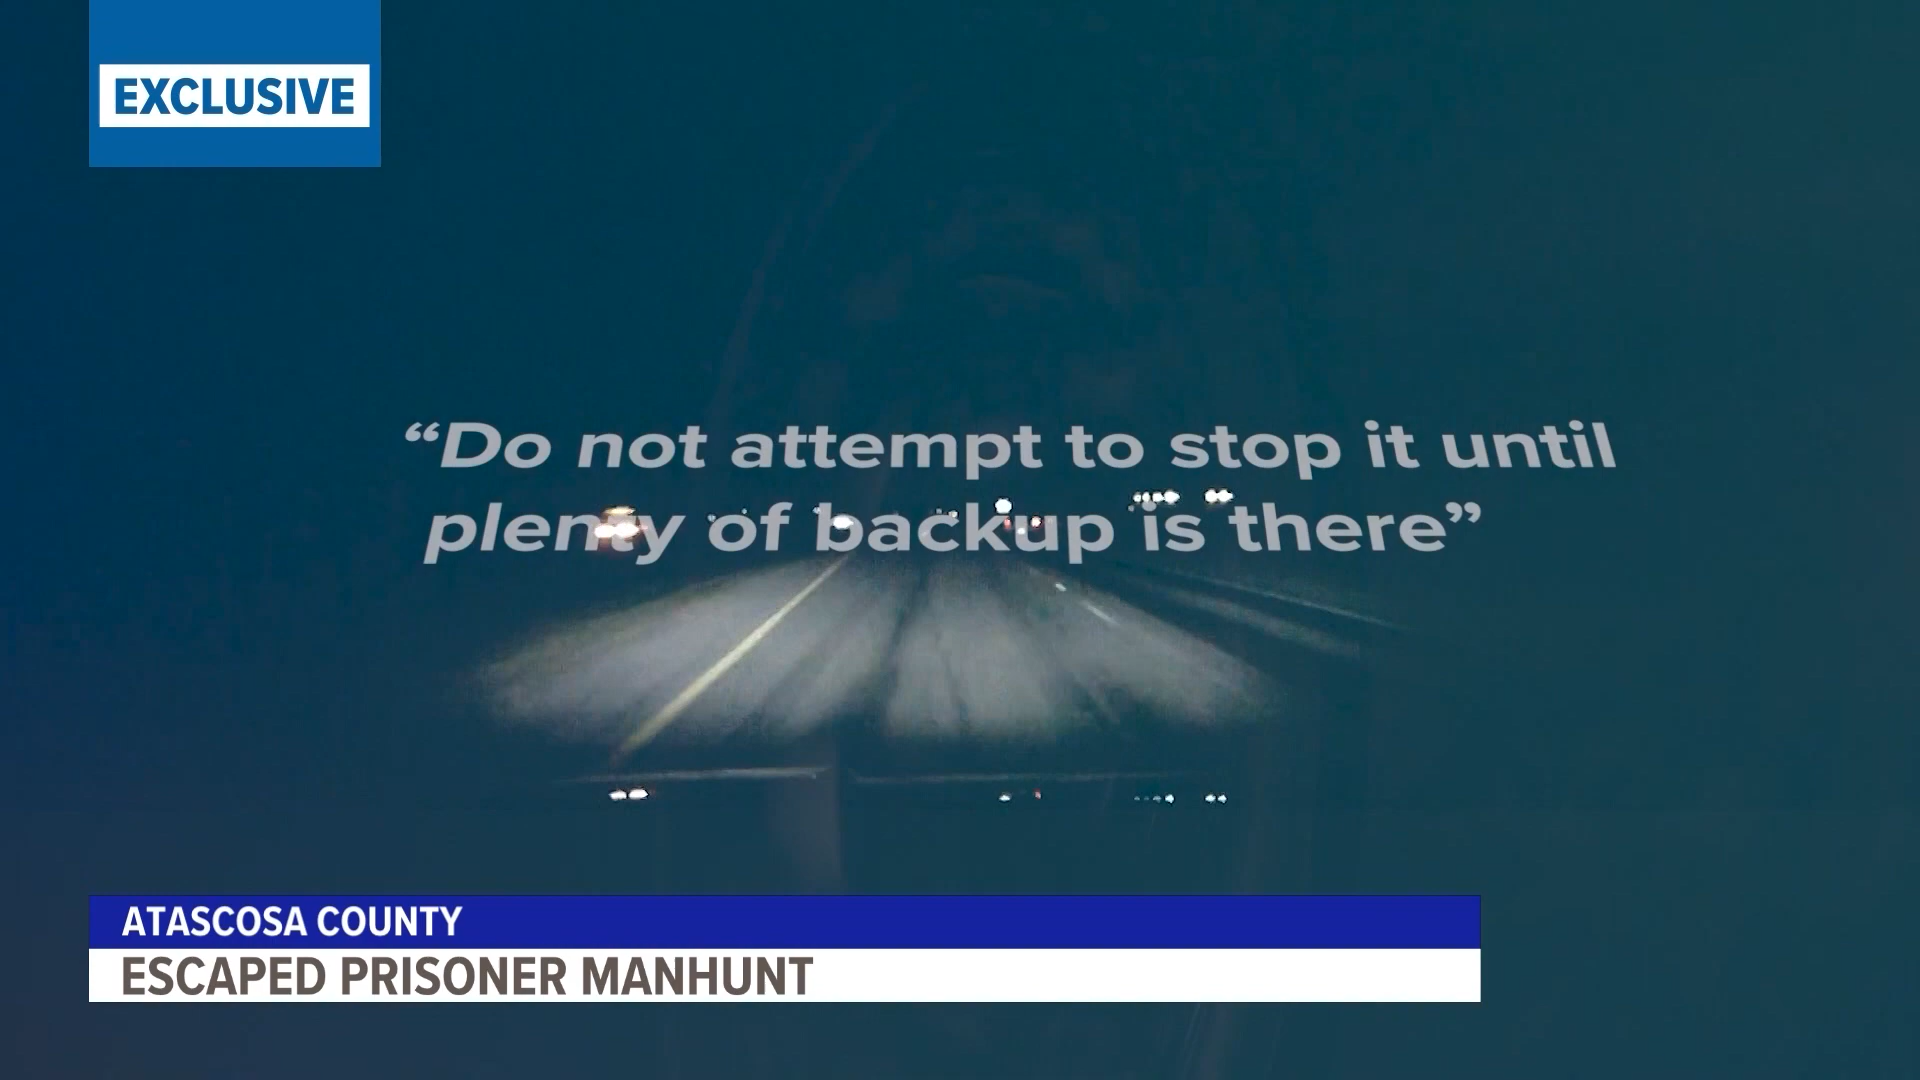 EXCLUSIVE
“Do not attempt to stop it until
plenty of backup is there”
ATASCOSA COUNTY
ESCAPED PRISONER MANHUNT